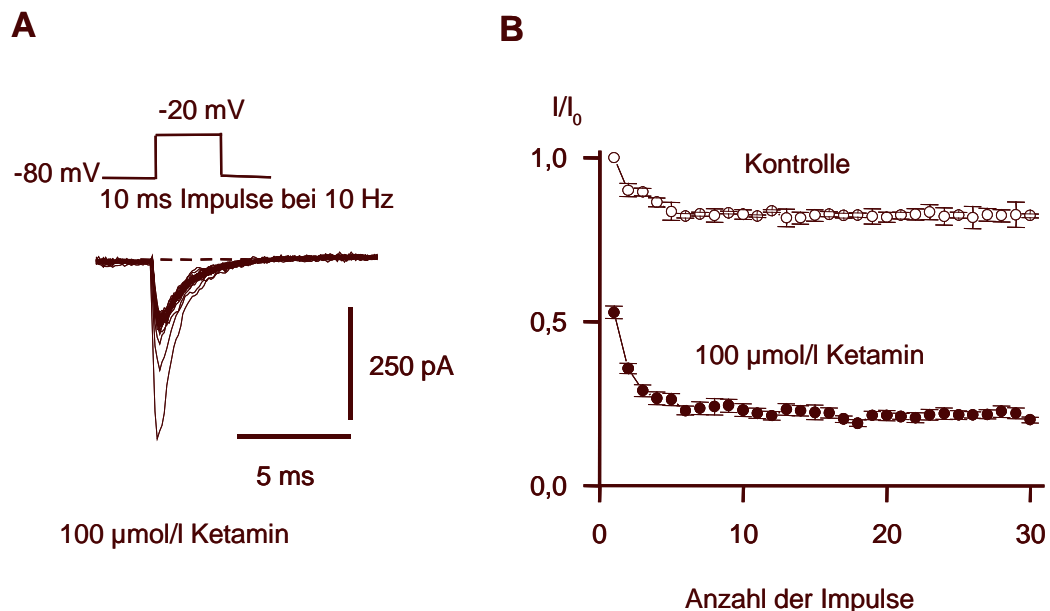 A
-20 mV
-80 mV
10 ms Impulse bei 10 Hz
250 pA
5 ms
100 µmol/l Ketamin
B
I/I0
1,0
Kontrolle
0,5
100 µmol/l Ketamin
0,0
0 10 20 30
Anzahl der Impulse